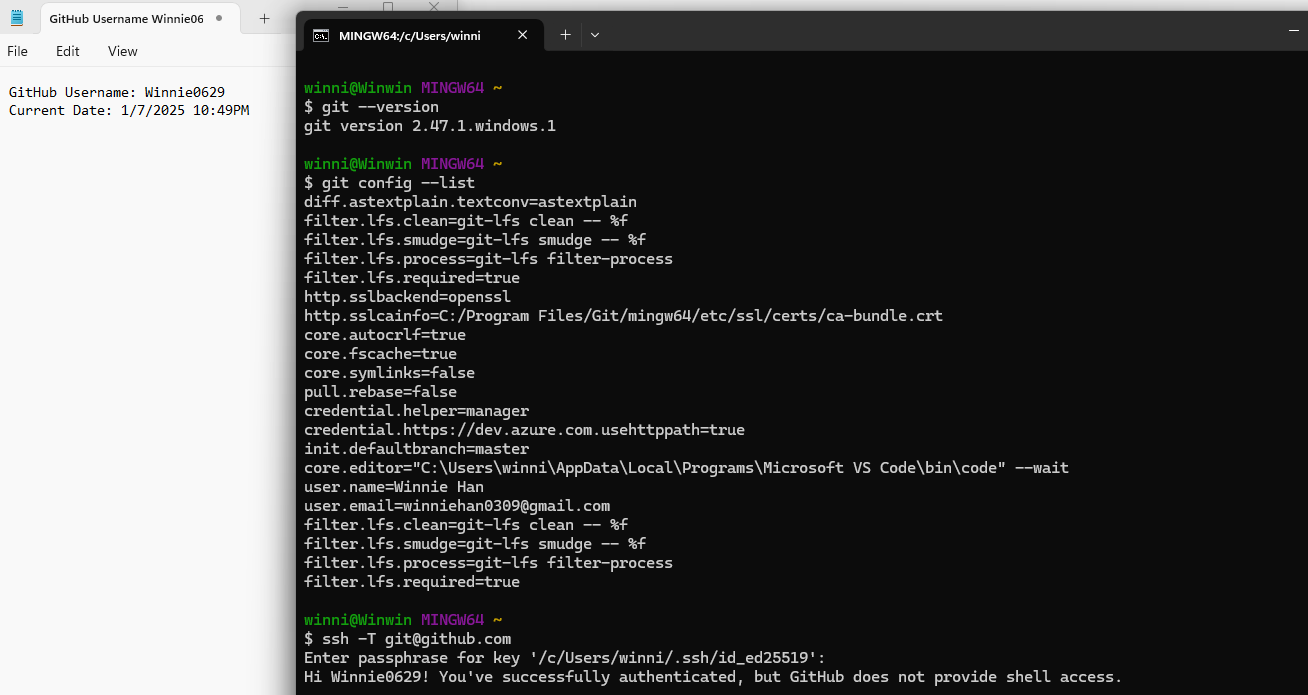 GitHub Username Winnie06
File Edit View
GitHub Username: Winnie0629
Current Date: 1/7/2025 10:49PM
MINGW64:/c/Users/winni
winni@Winwin MINGW64 ~
$ git --version
git version 2.47.1.windows.1
winni@Winwin MINGW64 ~
$ git config --list
diff.astextplain.textconv=astextplain
filter.lfs.clean=git-lfs clean -- %f
filter.lfs.smudge=git-lfs smudge -- %f
filter.lfs.process=git-lfs filter-process
filter.lfs.required=true
http.sslbackend=openssl
http.sslcainfo=C:/Program Files/Git/mingw64/etc/ssl/certs/ca-bundle.crt
core.autocrlf=true
core.fscache=true
core.symlinks=false
pull.rebase=false
credential.helper=manager
credential.https://dev.azure.com.usehttppath=true
init.defaultbranch=master
core.editor="C:\Users\winni\AppData\Local\Programs\Microsoft VS Code\bin\code" --wait
user.name=Winnie Han
user.email=winniehan0309@gmail.com
filter.lfs.clean=git-lfs clean -- %f
filter.lfs.smudge=git-lfs smudge -- %f
filter.lfs.process=git-lfs filter-process
filter.lfs.required=true
winni@Winwin MINGW64 ~
$ ssh -T git@github.com
Enter passphrase for key '/c/Users/winni/.ssh/id_ed25519':
Hi Winnie0629! You've successfully authenticated, but GitHub does not provide shell access.